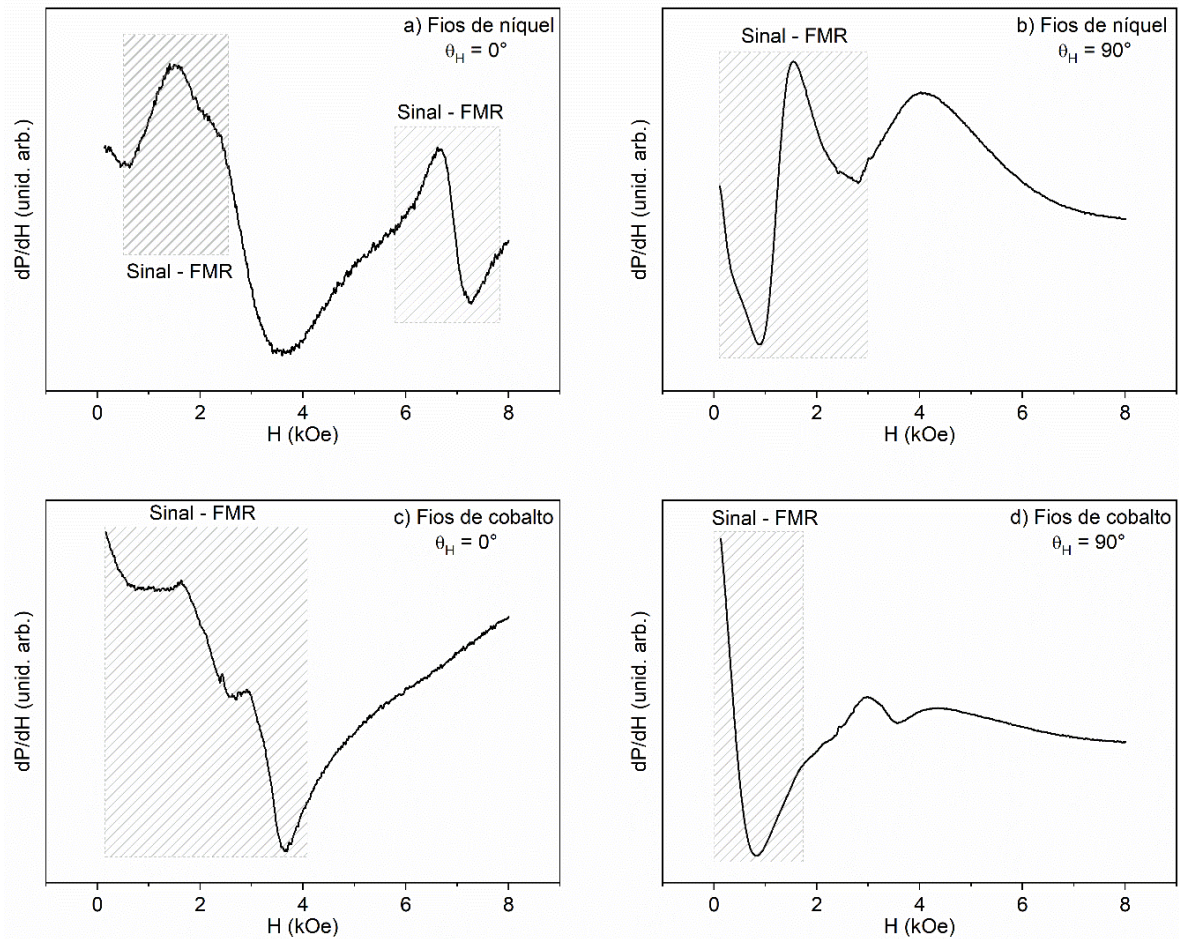 a) Fios de níquel
θH = 0°
Sinal - FMR
Sinal - FMR
Sinal - FMR
dP/dH (unid. arb.)
0 2 4 6 8
H (kOe)
b) Fios de níquel
θH = 90°
Sinal - FMR
dP/dH (unid. arb.)
0 2 4 6 8
H (kOe)
c) Fios de cobalto
θH = 0°
Sinal - FMR
dP/dH (unid. arb.)
0 2 4 6 8
H (kOe)
d) Fios de cobalto
θH = 90°
Sinal - FMR
dP/dH (unid. arb.)
0 2 4 6 8
H (kOe)